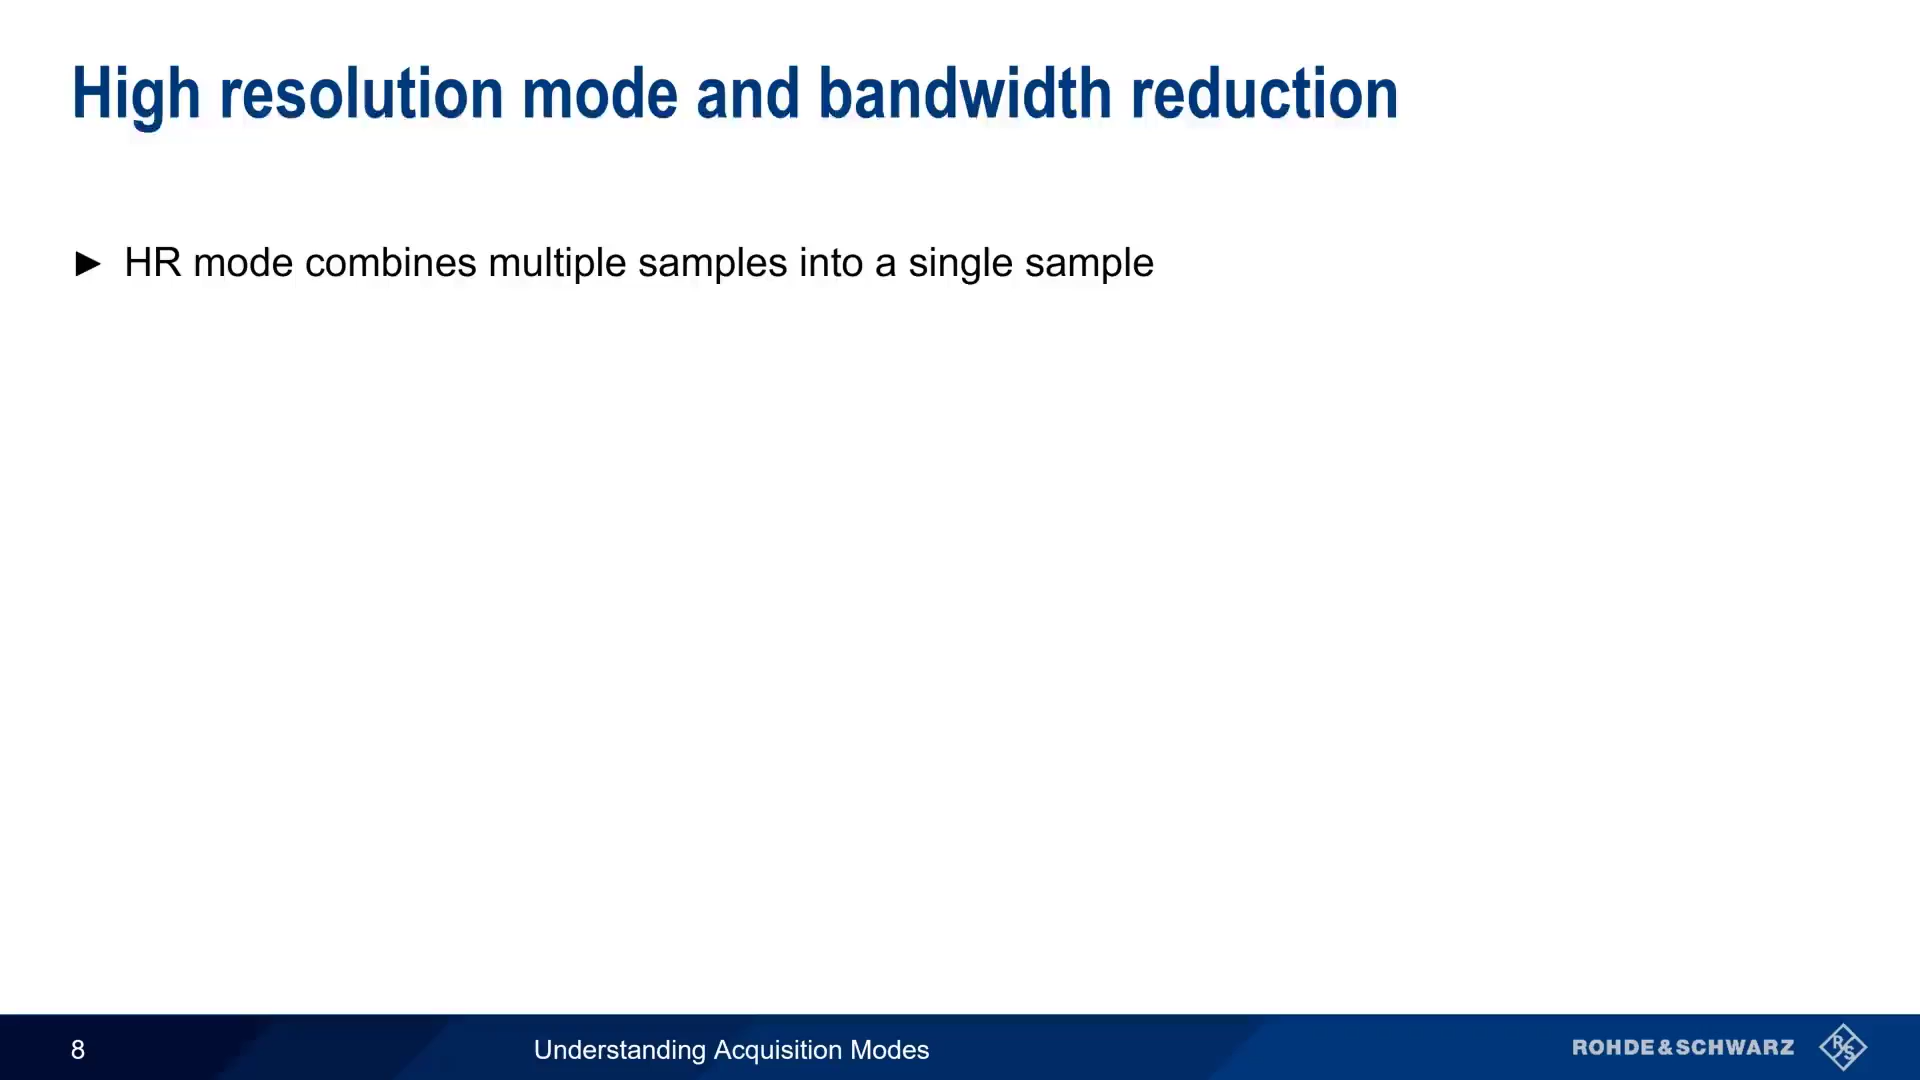 High resolution mode and bandwidth reduction
► HR mode combines multiple samples into a single sample
8
Understanding Acquisition Modes
ROHDE&SCHWARZ
R&S